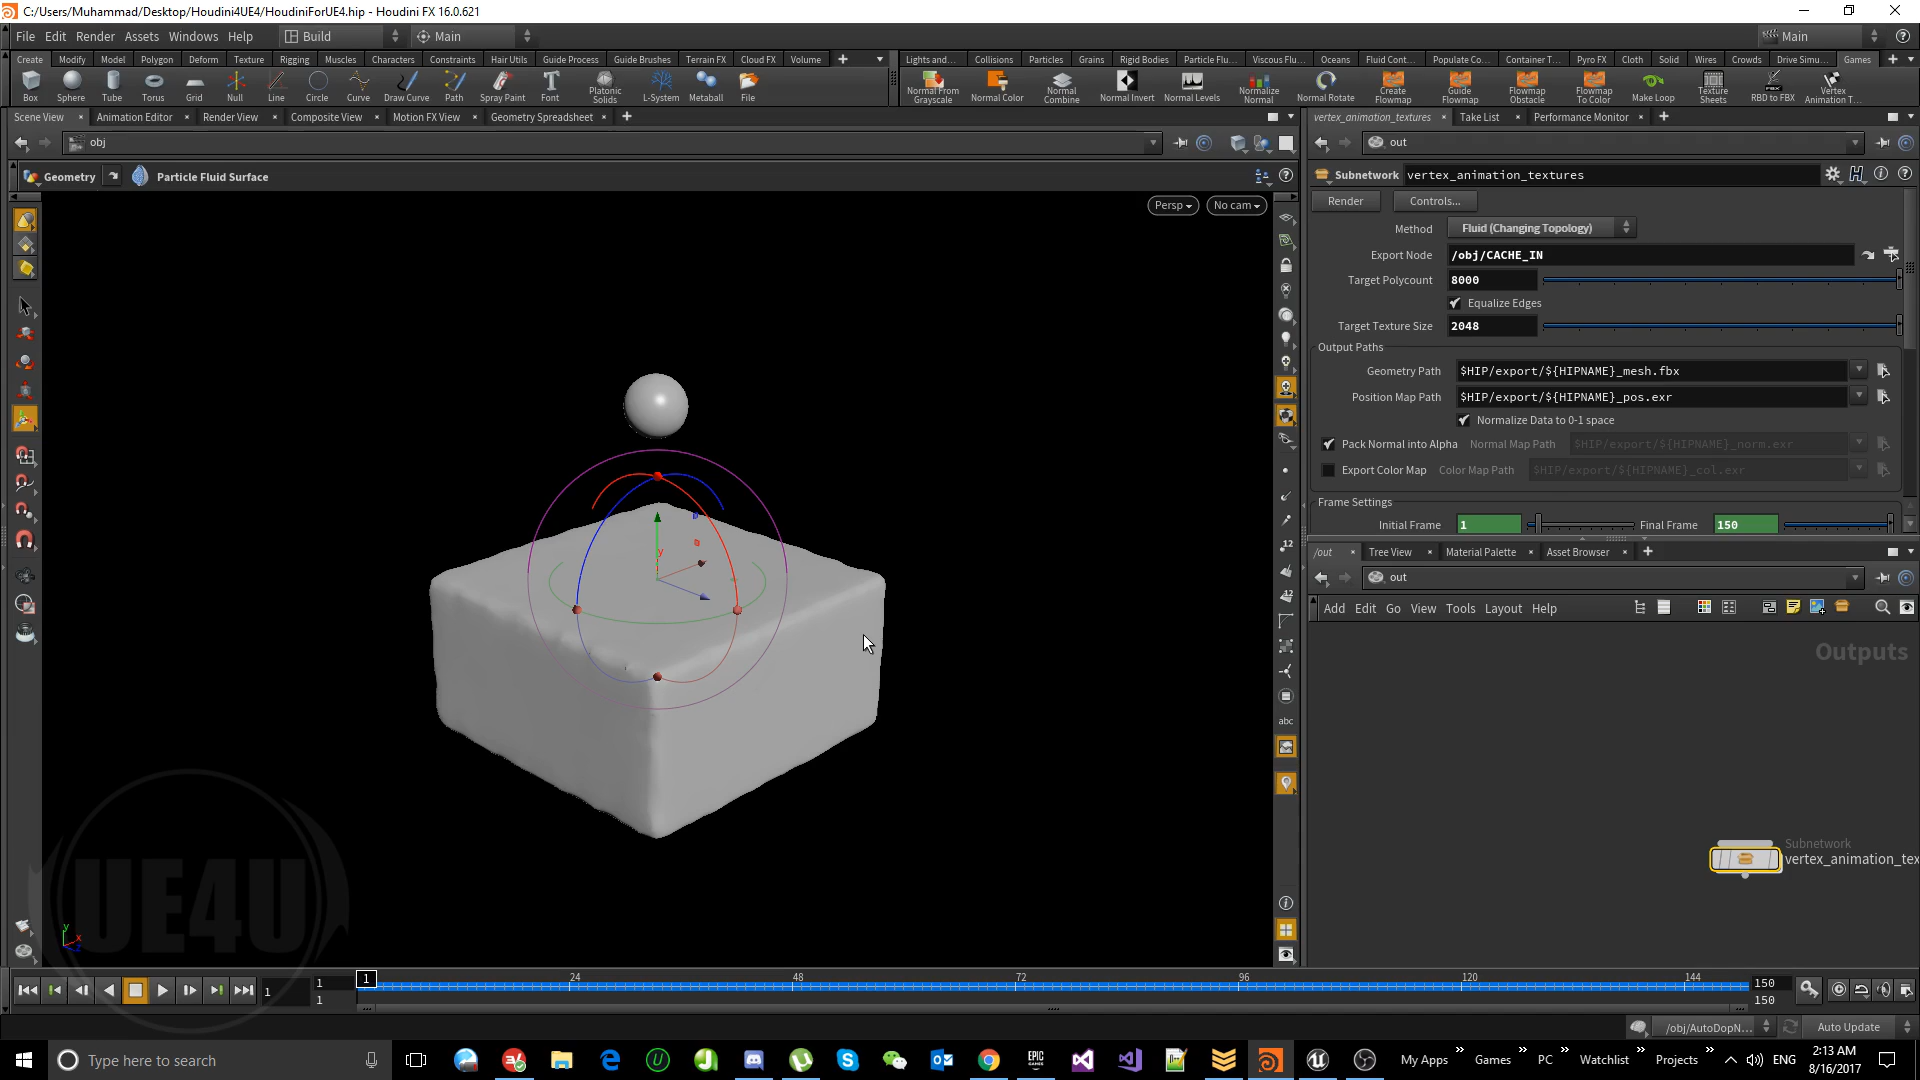 C:/Users/Muhammad/Desktop/Houdini4UE4/HoudiniForUE4.hip - Houdini FX 16.0.621
File Edit Render Assets Windows Help Build Main Main
Create Modify Model Polygon Deform Texture Rigging Muscles Characters Constraints Hair Utils Guide Process Guide Brushes Terrain FX Cloud FX Volume
Lights and... Collisions Particles Grains Rigid Bodies Particle Flu... Viscous Flu... Oceans Fluid Cont... Populate Co... Container T... Pyro FX Cloth Solid Wires Crowds Drive Simu... Games
Box Sphere Tube Torus Grid Null Line Circle Curve Draw Curve Path Spray Paint Font Platonic Solids L-System Metaball File
Normal From Grayscale Normal Color Normal Combine Normal Invert Normal Levels Normalize Normal Normal Rotate Create Flowmap Guide Flowmap Flowmap Obstacle Flowmap To Color Make Loop Texture Sheets RBD to FBX Vertex Animation T...
Scene View Animation Editor Render View Composite View Motion FX View Geometry Spreadsheet
vertex_animation_textures Take List Performance Monitor
obj
out
Geometry Particle Fluid Surface
Subnetwork vertex_animation_textures
Persp No cam
Render Controls...
Method Fluid (Changing Topology)
Export Node /obj/CACHE_IN
Target Polycount 8000
Equalize Edges
Target Texture Size 2048
Output Paths
Geometry Path $HIP/export/${HIPNAME}_mesh.fbx
Position Map Path $HIP/export/${HIPNAME}_pos.exr
Normalize Data to 0-1 space
Pack Normal into Alpha Normal Map Path $HIP/export/${HIPNAME}_norm.exr
Export Color Map Color Map Path $HIP/export/${HIPNAME}_col.exr
Frame Settings
Initial Frame 1 Final Frame 150
/out Tree View Material Palette Asset Browser
out
Add Edit Go View Tools Layout Help
Outputs
Subnetwork
vertex_animation_tex
y
12
12
abc
UE4U
y
x
1 1 1 1 24 48 72 96 120 144 150 150
/obj/AutoDopN... Auto Update
Type here to search
EPIC GAMES
My Apps Games PC Watchlist Projects ENG
2:13 AM
8/16/2017